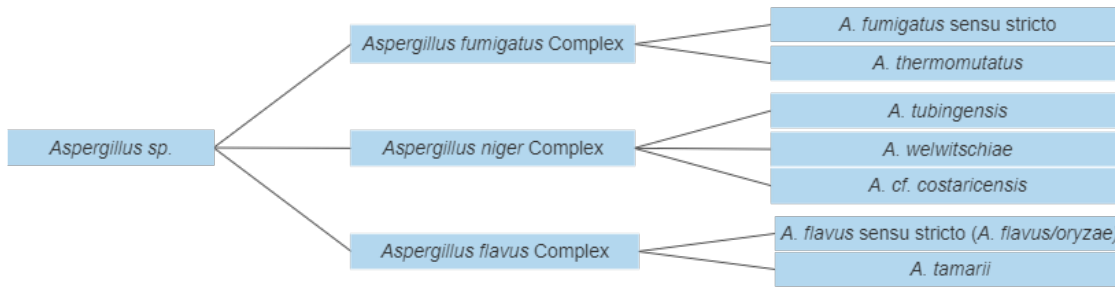 Aspergillus sp.
Aspergillus fumigatus Complex
A. fumigatus sensu stricto
A. thermomutatus
Aspergillus niger Complex
A. tubingensis
A. welwitschiae
A. cf. costaricensis
Aspergillus flavus Complex
A. flavus sensu stricto (A. flavus/oryzae)
A. tamarii